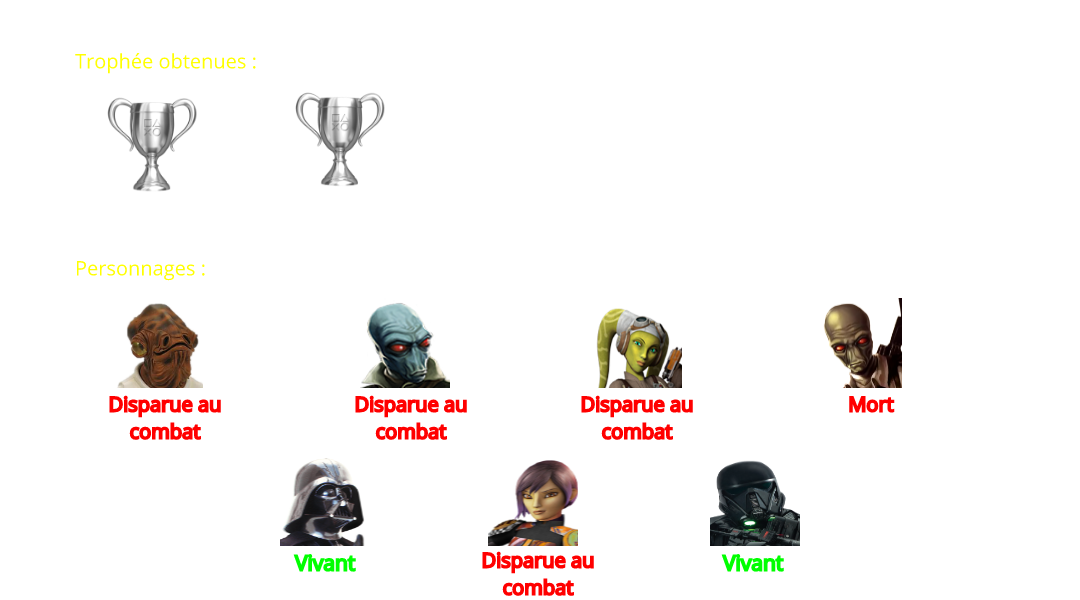 Trophée obtenues :
Personnages :
Disparue au
combat
Disparue au
combat
Disparue au
combat
Mort
Vivant
Disparue au
combat
Vivant